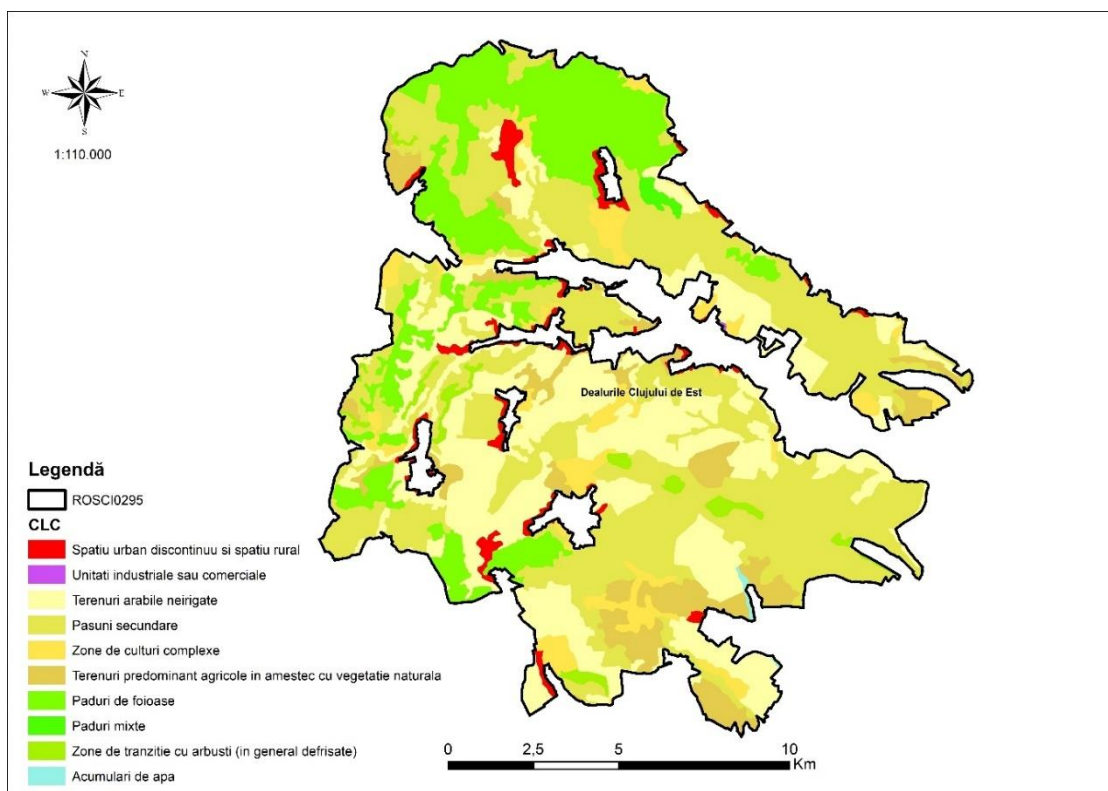 N
W E
S
1:110.000
Dealurile Clujului de Est
Legendă
ROSCI0295
CLC
Spatiu urban discontinuu si spatiu rural
Unitati industriale sau comerciale
Terenuri arabile neirigate
Pasuni secundare
Zone de culturi complexe
Terenuri predominant agricole in amestec cu vegetatie naturala
Paduri de foioase
Paduri mixte
Zone de tranzitie cu arbusti (in general defrisate)
Acumulari de apa
0 2,5 5 10
Km